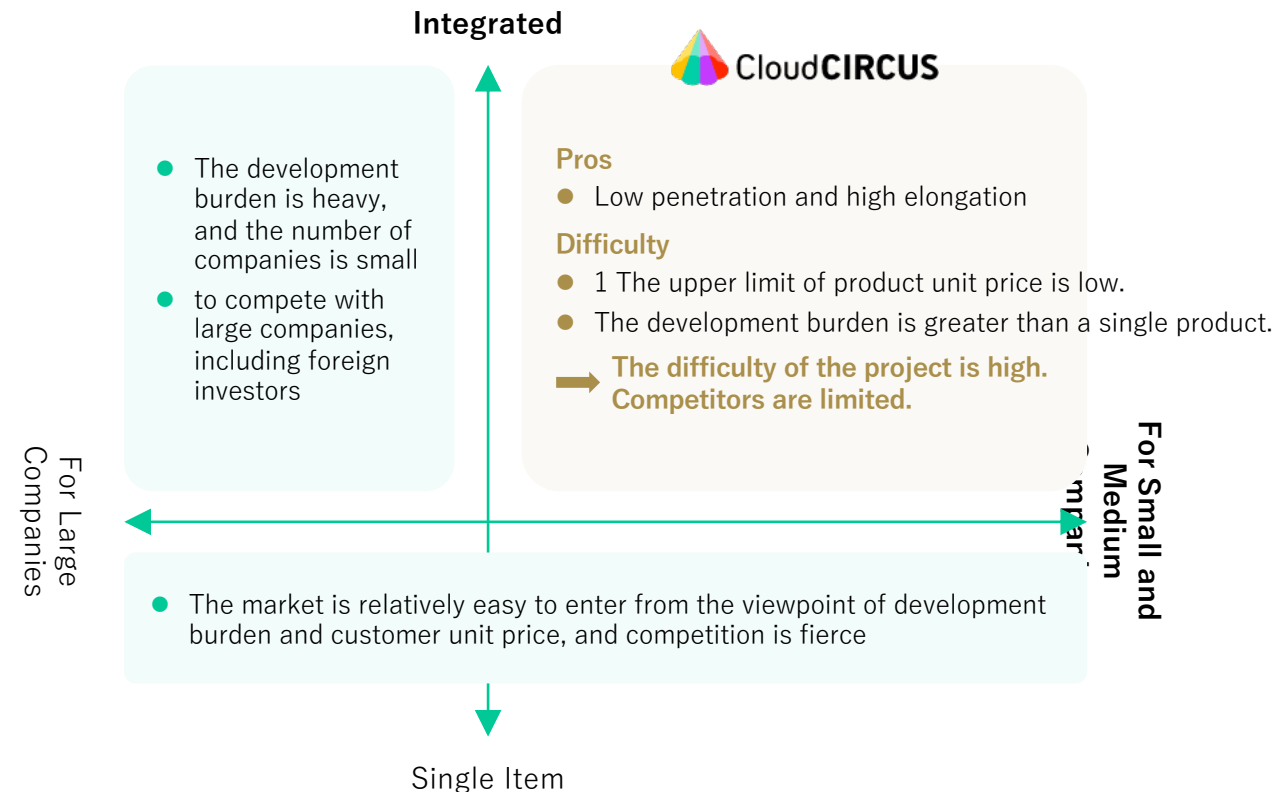 Integrated
CloudCIRCUS
The development
burden is heavy,
and the number of
companies is small
to compete with
large companies,
including foreign
investors
Pros
Low penetration and high elongation
Difficulty
1 The upper limit of product unit price is low.
The development burden is greater than a single product.
The difficulty of the project is high.
Competitors are limited.
For Large
Companies
For Small and
Medium
The market is relatively easy to enter from the viewpoint of development
burden and customer unit price, and competition is fierce
Single Item